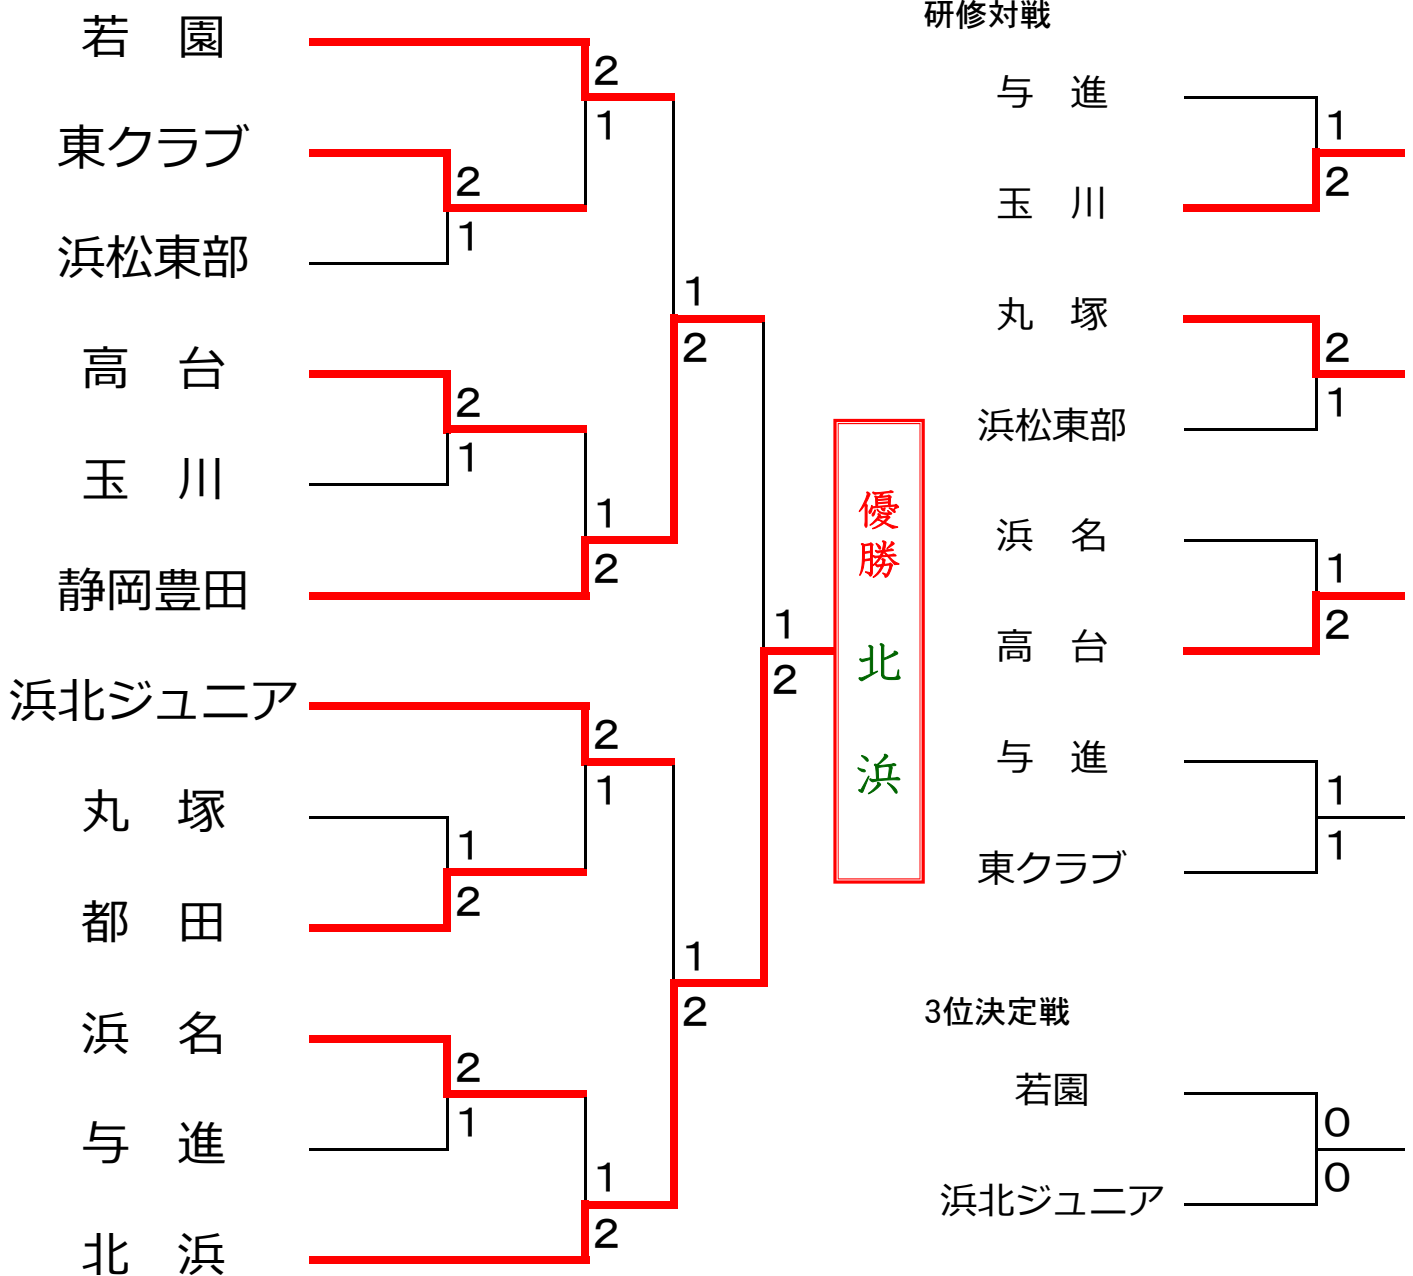 若　園
2
1
東クラブ
2
1
浜松東部
1
2
高　台
2
1
玉　川
1
2
静岡豊田
1
2
浜北ジュニア
2
1
丸　塚
1
2
都　田
1
2
浜　名
2
1
与　進
1
2
北　浜
優勝　北　浜
研修対戦
与　進
1
2
玉　川
丸　塚
2
1
浜松東部
浜　名
1
2
高　台
与　進
1
1
東クラブ
3位決定戦
若園
0
0
浜北ジュニア